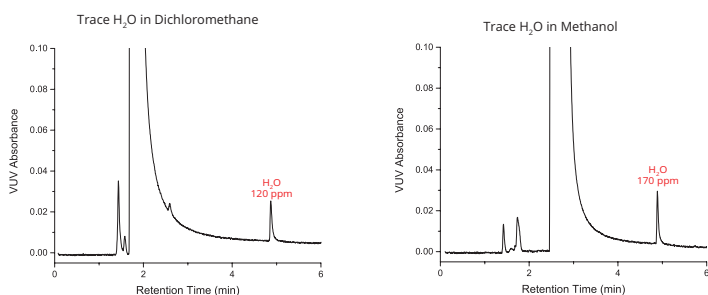 Trace H₂O in Dichloromethane
0.10
0.08
0.06
0.04
0.02
0.00
VUV Absorbance
H₂O
120 ppm
0
2
4
6
Retention Time (min)
Trace H₂O in Methanol
0.10
0.08
0.06
0.04
0.02
0.00
VUV Absorbance
H₂O
170 ppm
0
2
4
6
Retention Time (min)